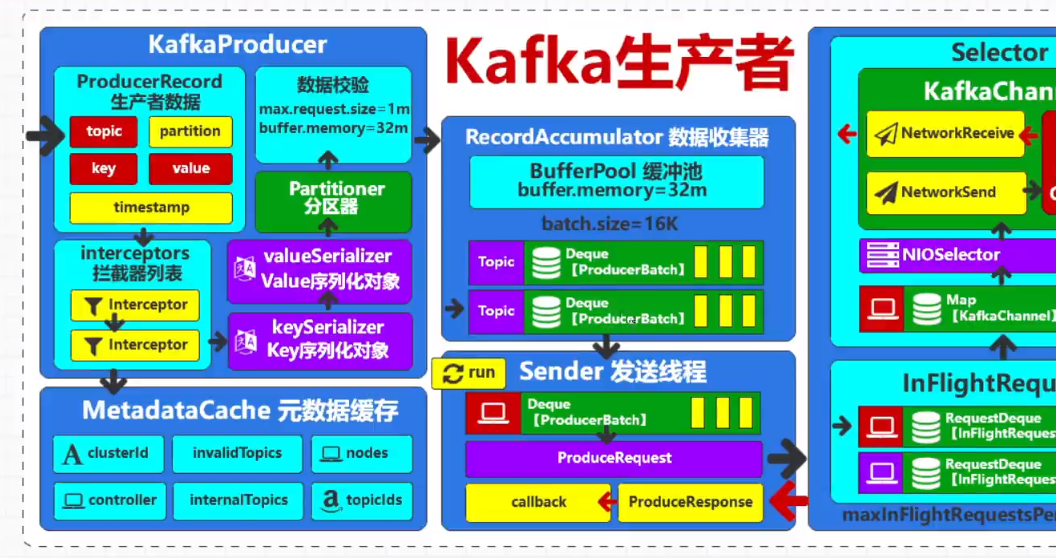 KafkaProducer
ProducerRecord
生产者数据
topic
partition
key
value
timestamp
interceptors
拦截器列表
Interceptor
Interceptor
数据校验
max.request.size=1m
buffer.memory=32m
Partitioner
分区器
valueSerializer
Value序列化对象
keySerializer
Key序列化对象
MetadataCache 元数据缓存
clusterId
invalidTopics
nodes
controller
internalTopics
topicIds
Kafka生产者
RecordAccumulator 数据收集器
BufferPool 缓冲池
buffer.memory=32m
batch.size=16K
Topic
Deque
【ProducerBatch】
Topic
Deque
【ProducerBatch】
run
Sender 发送线程
Deque
【ProducerBatch】
ProduceRequest
callback
ProduceResponse
Selector
KafkaChann
NetworkReceive
NetworkSend
NIOSelector
Map
【KafkaChannel】
InFlightRequ
RequestDeque
【InFlightReques
RequestDeque
【InFlightReques
maxInFlightRequestsPe